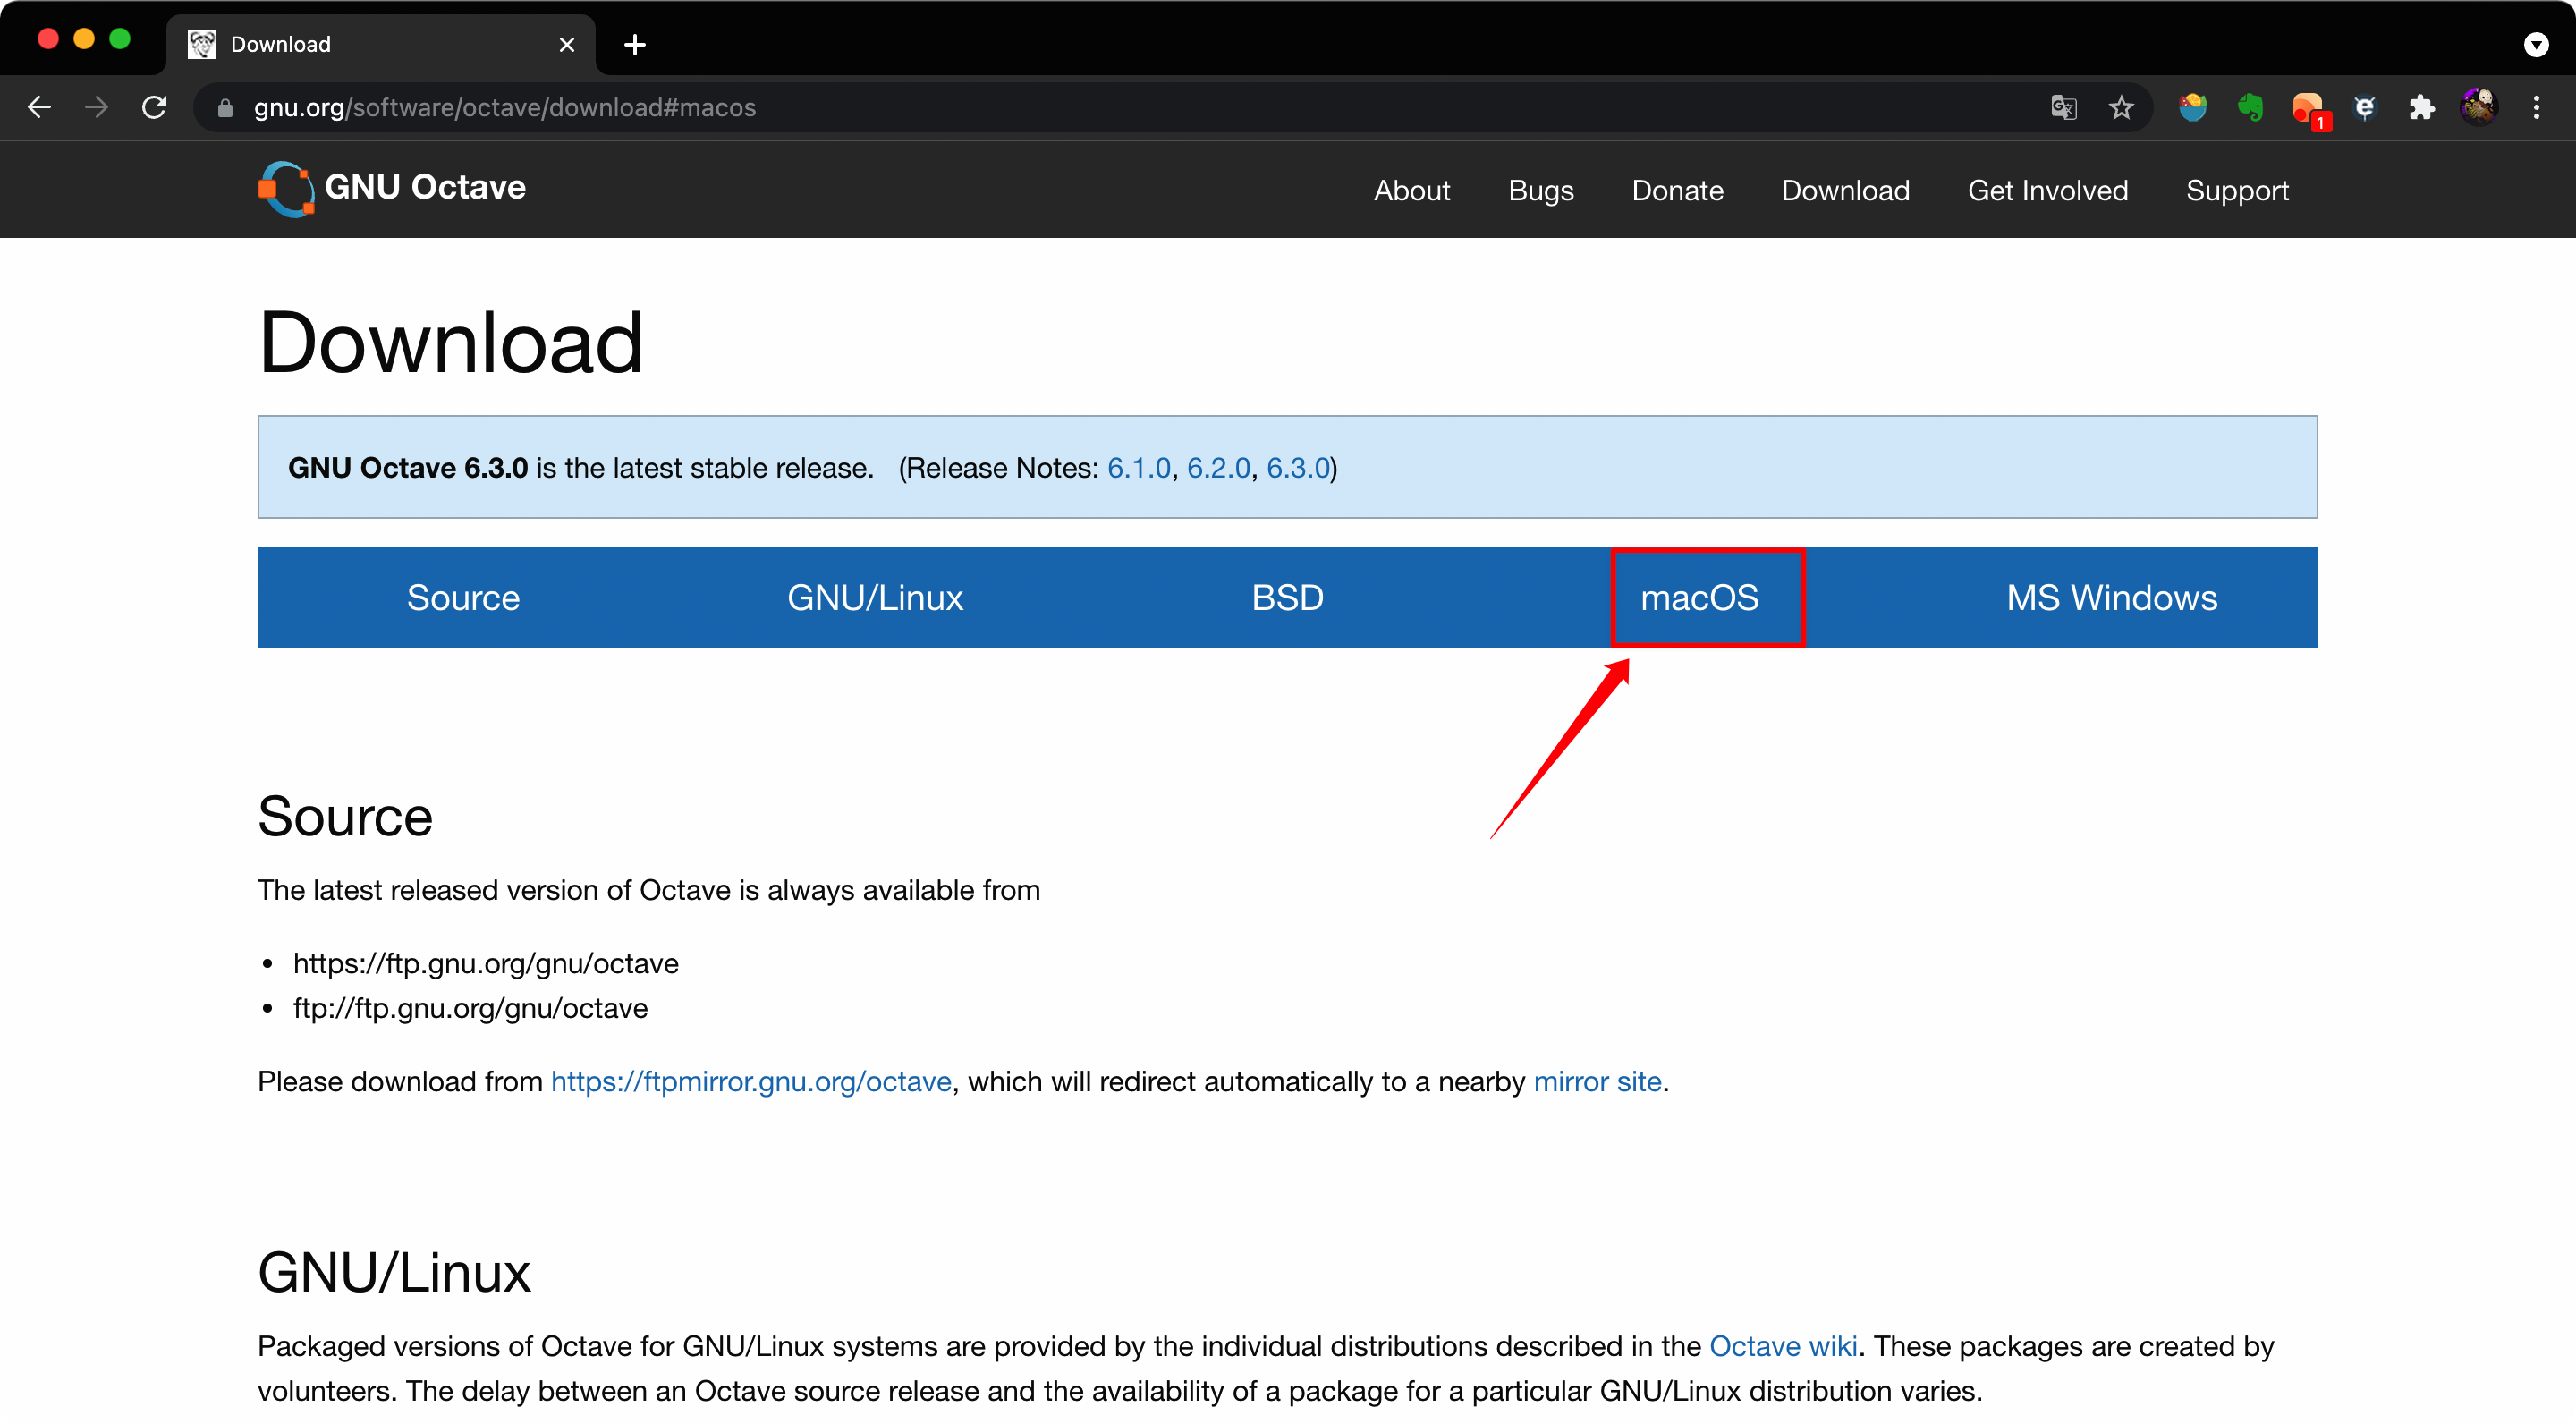 Download
gnu.org/software/octave/download#macos
1
GNU Octave
About Bugs Donate Download Get Involved Support
Download
GNU Octave 6.3.0 is the latest stable release. (Release Notes: 6.1.0, 6.2.0, 6.3.0)
Source GNU/Linux BSD macOS MS Windows
Source
The latest released version of Octave is always available from
• https://ftp.gnu.org/gnu/octave
• ftp://ftp.gnu.org/gnu/octave
Please download from https://ftpmirror.gnu.org/octave, which will redirect automatically to a nearby mirror site.
GNU/Linux
Packaged versions of Octave for GNU/Linux systems are provided by the individual distributions described in the Octave wiki. These packages are created by
volunteers. The delay between an Octave source release and the availability of a package for a particular GNU/Linux distribution varies.